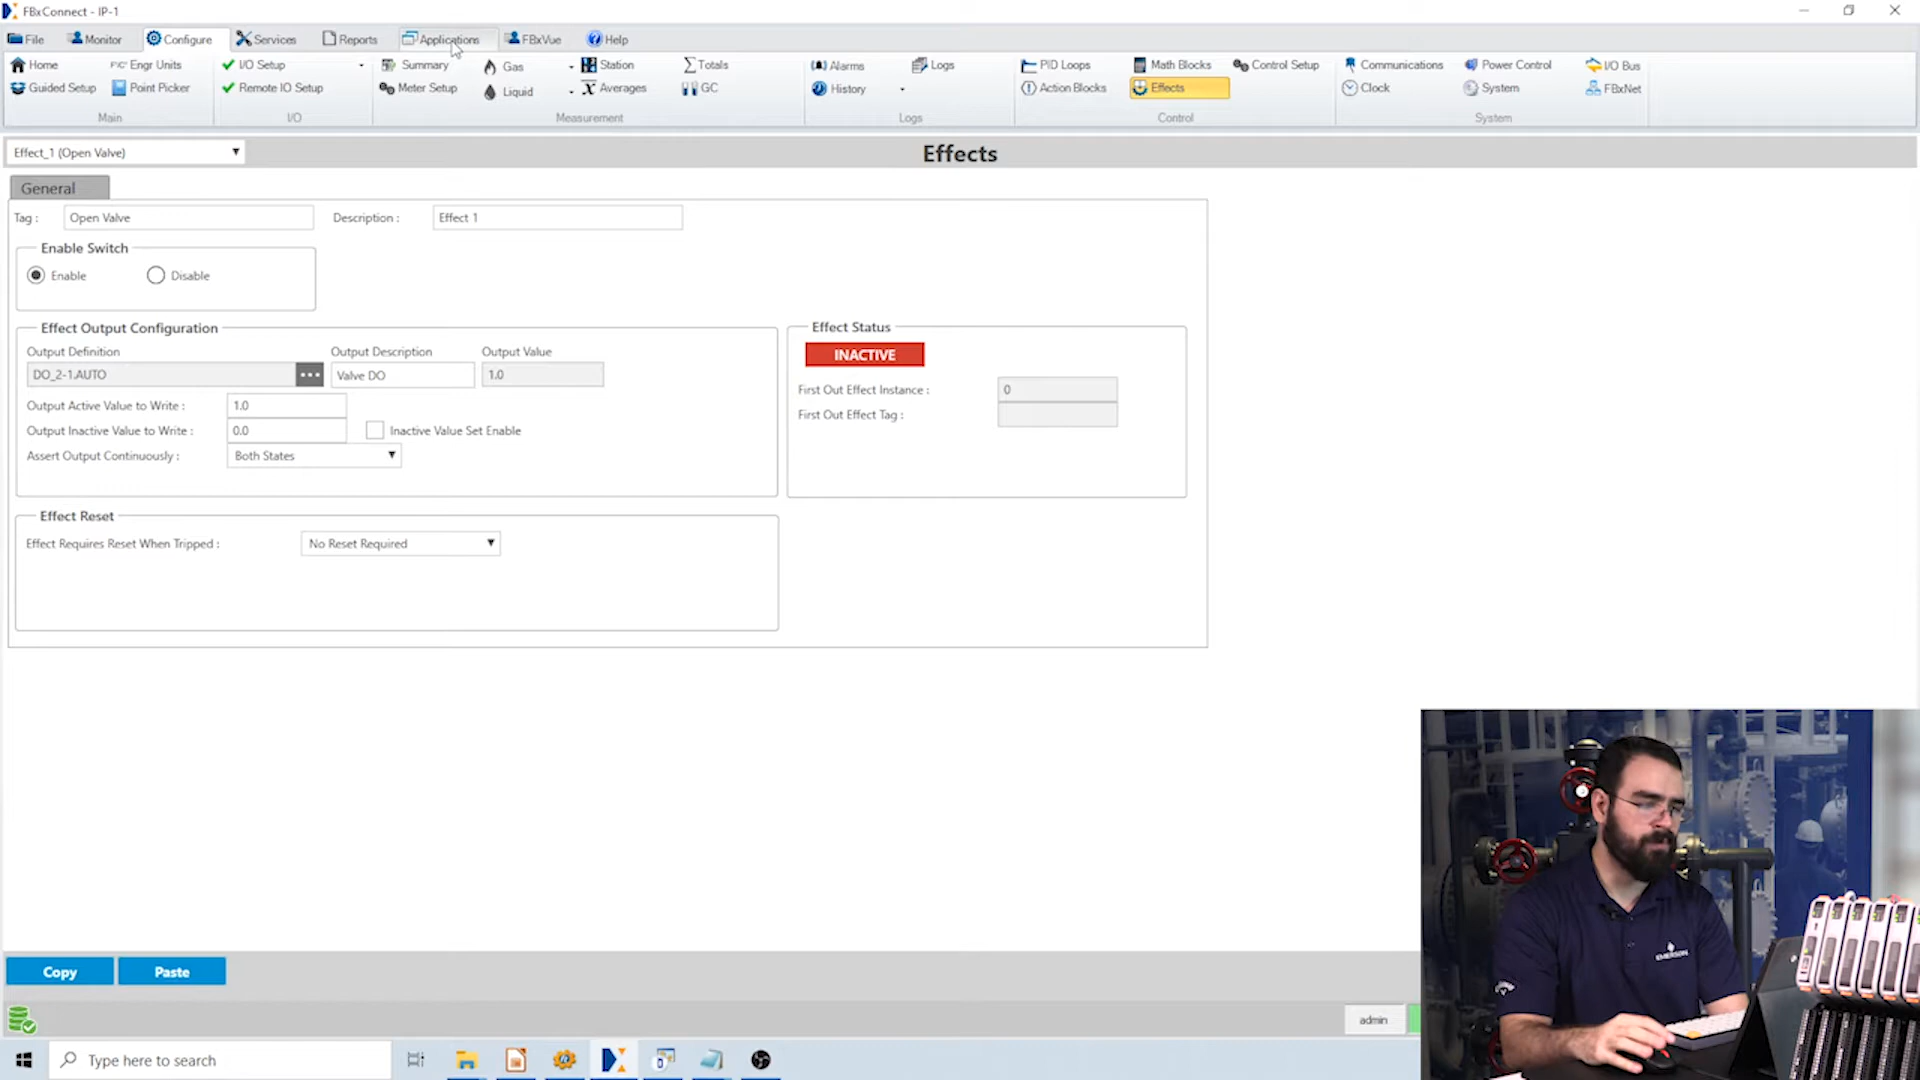 FBxConnect - IP-1
File Monitor Configure Services Reports Applications FBxVue Help
Home Engr Units I/O Setup Summary Gas Station Totals Alarms Logs PID Loops Math Blocks Control Setup Communications Power Control I/O Bus
Guided Setup Point Picker Remote IO Setup Meter Setup Liquid Averages GC History Action Blocks Effects Clock System FBxNet
Main I/O Measurement Logs Control System
Effect_1 (Open Valve) Effects
General
Tag : Open Valve Description : Effect 1
Enable Switch
Enable Disable
Effect Output Configuration
Output Definition Output Description Output Value
DO_2-1.AUTO ... Valve DO 1.0
Output Active Value to Write : 1.0
Output Inactive Value to Write : 0.0 Inactive Value Set Enable
Assert Output Continuously : Both States
Effect Status
INACTIVE
First Out Effect Instance : 0
First Out Effect Tag :
Effect Reset
Effect Requires Reset When Tripped : No Reset Required
Copy Paste
admin
Type here to search
EMERSON